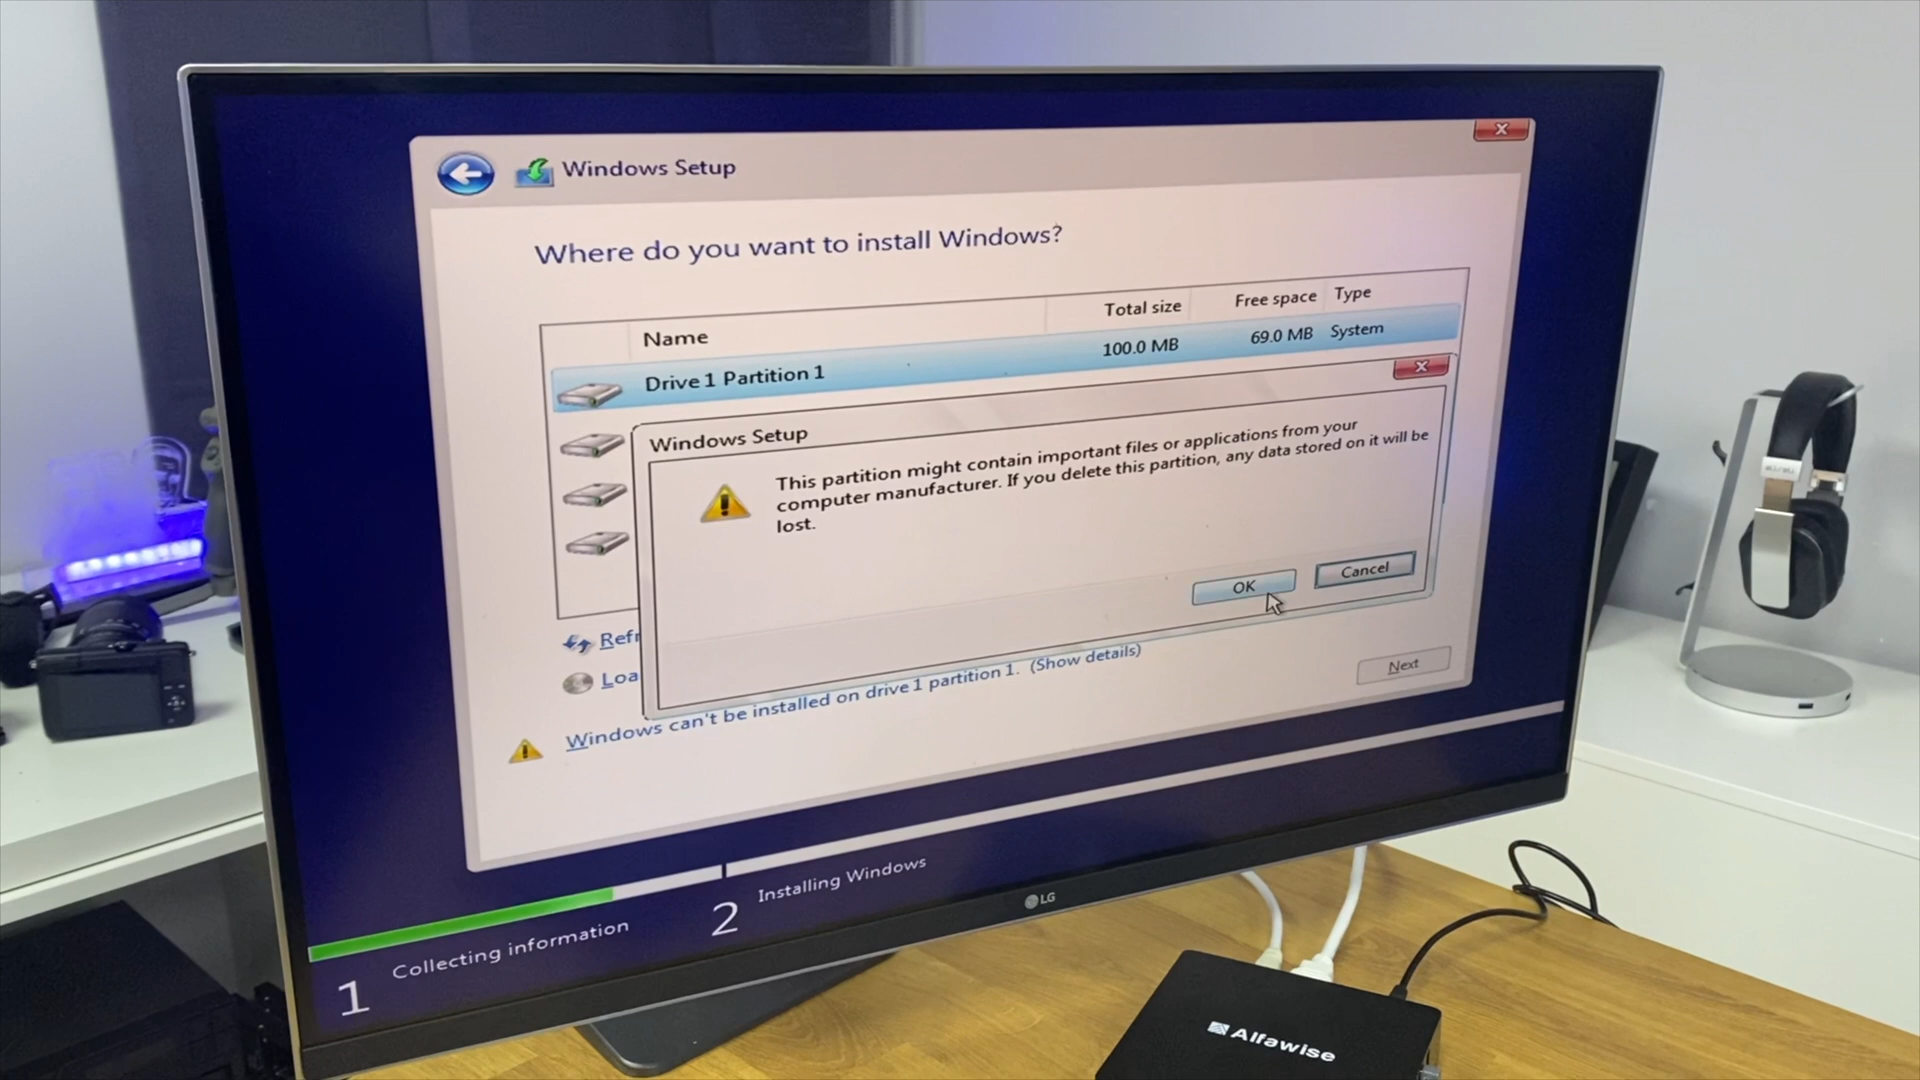 Windows Setup
Where do you want to install Windows?
Name Total size Free space Type
Drive 1 Partition 1 100.0 MB 69.0 MB System
Windows Setup
This partition might contain important files or applications from your
computer manufacturer. If you delete this partition, any data stored on it will be
lost.
OK Cancel
Refr
Loa
Next
Windows can't be installed on drive 1 partition 1. (Show details)
1 Collecting information
2 Installing Windows
LG
Alfawise